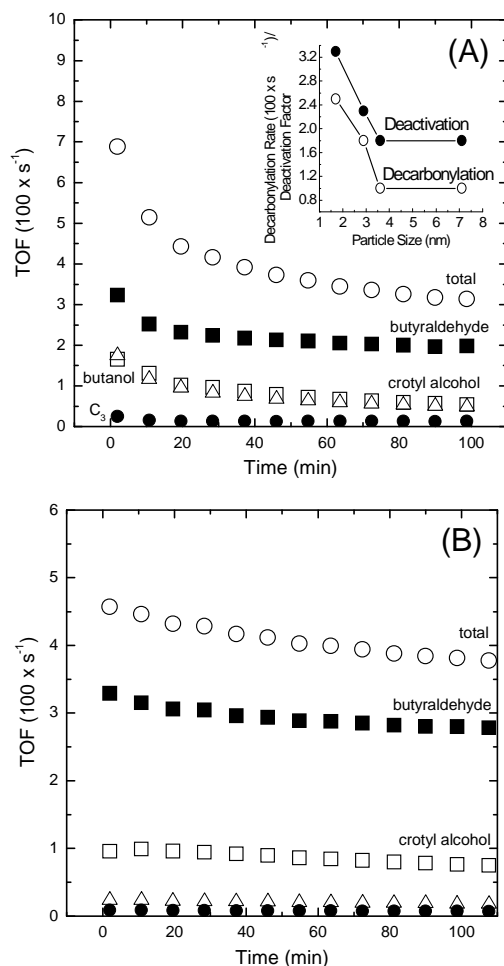 (A)
10
9
8
7
6
5
4
3
2
1
0
TOF (100 x s⁻¹)
0 20 40 60 80 100
Time (min)
total
butyraldehyde
butanol
crotyl alcohol
C₃
Decarbonylation Rate (100 x s⁻¹)/
Deactivation Factor
3.2
2.8
2.4
2.0
1.6
1.2
0.8
Deactivation
Decarbonylation
1 2 3 4 5 6 7 8
Particle Size (nm)
(B)
6
5
4
3
2
1
0
TOF (100 x s⁻¹)
total
butyraldehyde
crotyl alcohol
0 20 40 60 80 100
Time (min)